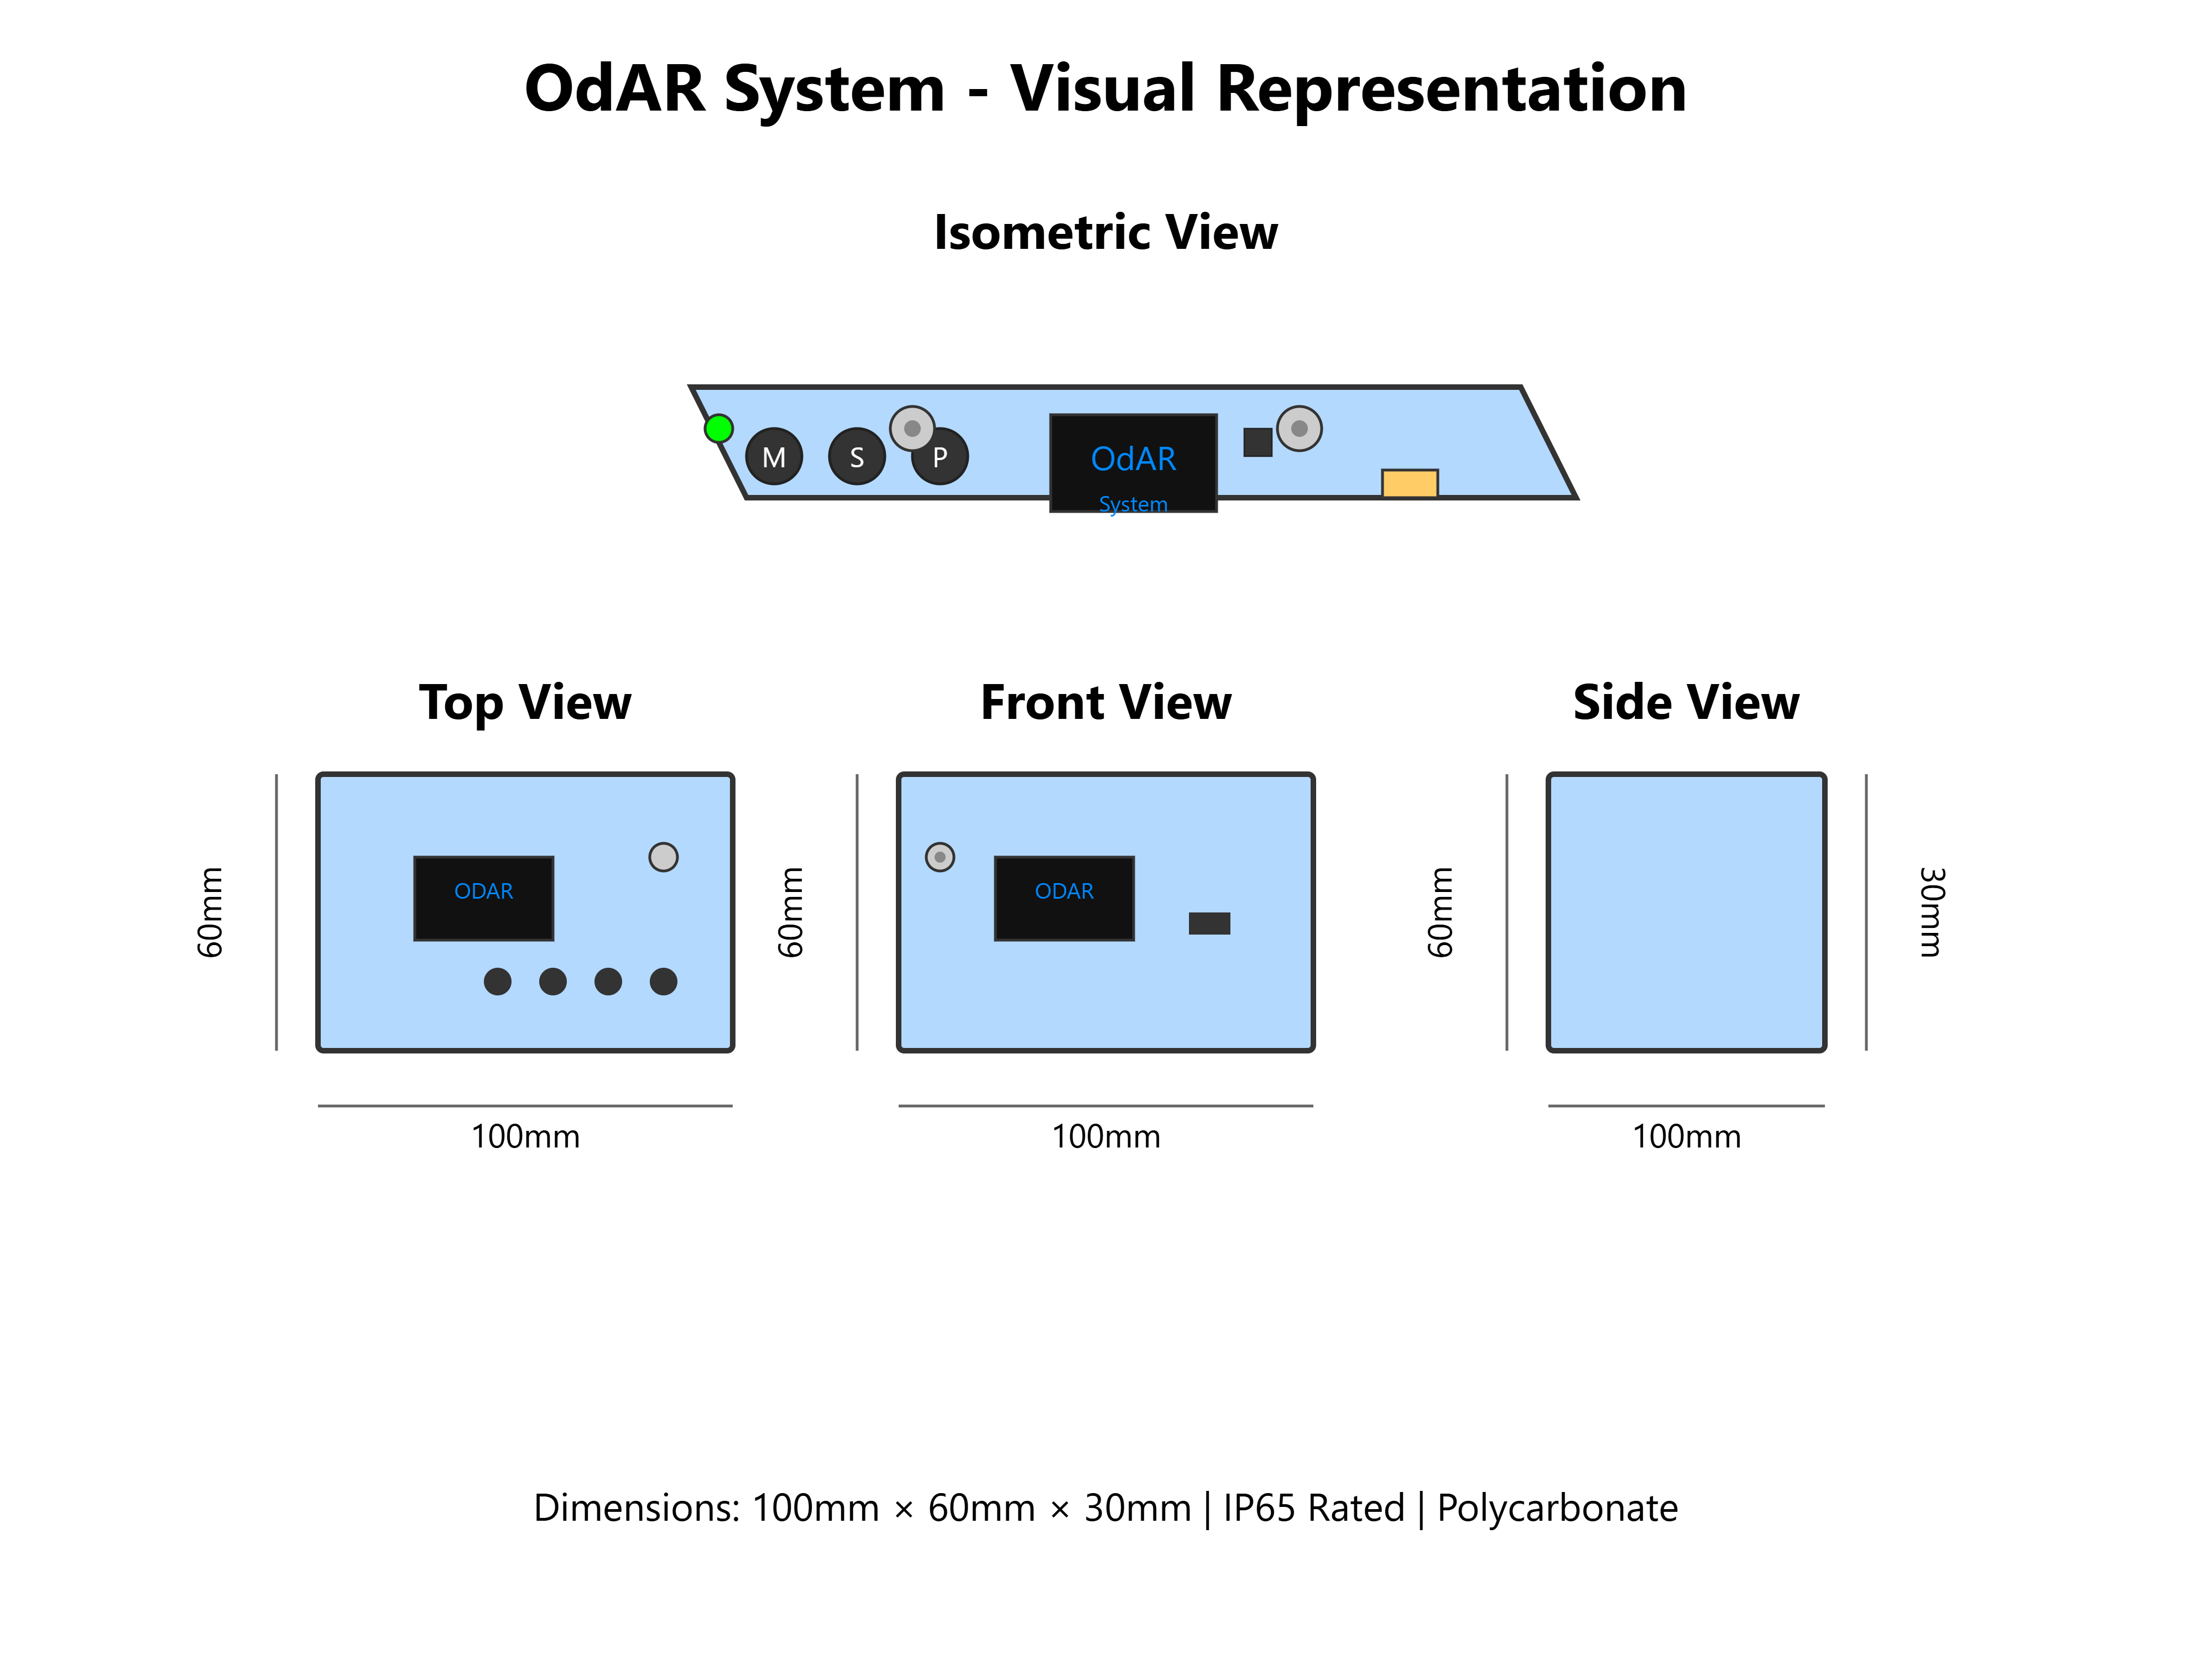 OdAR System - Visual Representation
Isometric View
M
S
P
OdAR
System
Top View
Front View
Side View
60mm
ODAR
60mm
ODAR
60mm
30mm
100mm
100mm
100mm
Dimensions: 100mm × 60mm × 30mm | IP65 Rated | Polycarbonate